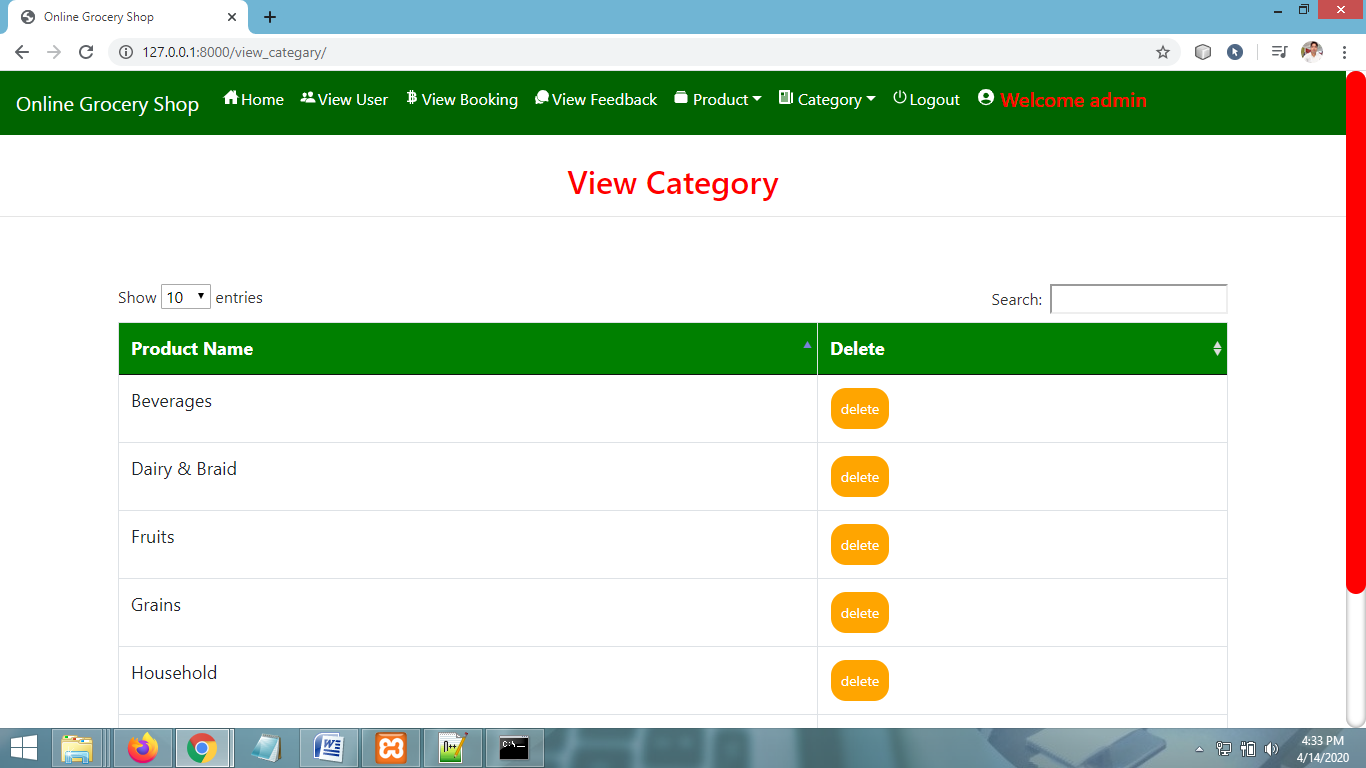 Online Grocery Shop
127.0.0.1:8000/view_categary/
Online Grocery Shop Home View User View Booking View Feedback Product Category Logout Welcome admin
View Category
Show 10 entries Search:
Product Name Delete
Beverages delete
Dairy & Braid delete
Fruits delete
Grains delete
Household delete
4:33 PM
4/14/2020